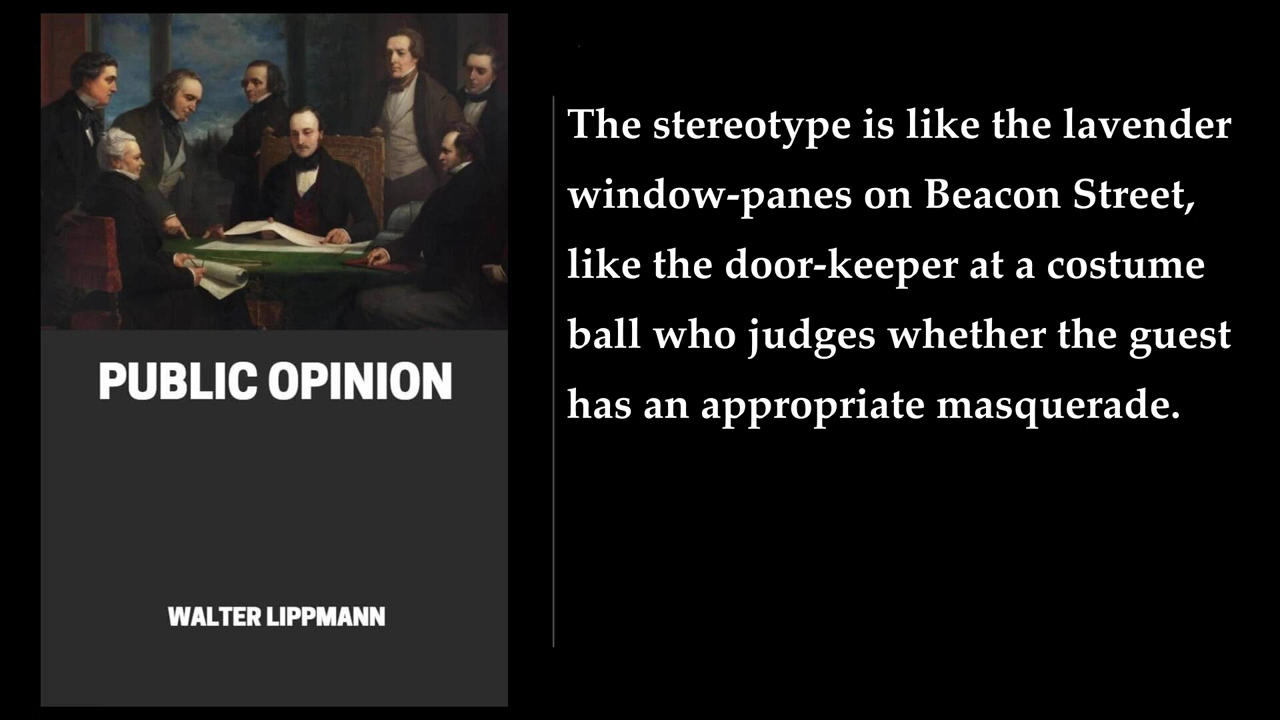 PUBLIC OPINION
WALTER LIPPMANN
The stereotype is like the lavender
window-panes on Beacon Street,
like the door-keeper at a costume
ball who judges whether the guest
has an appropriate masquerade.